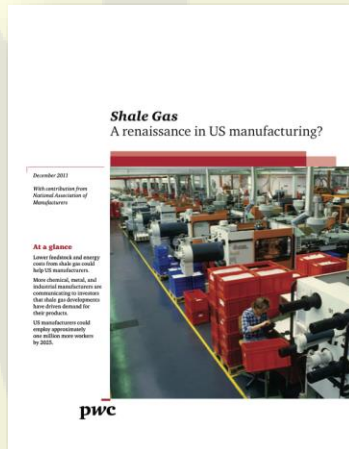 Shale Gas
A renaissance in US manufacturing?
December 2011
With contribution from
National Association of
Manufacturers
At a glance
Lower feedstock and energy
costs from shale gas could
help US manufacturers.
More chemical, metal, and
industrial manufacturers are
communicating to investors
that shale gas developments
have driven demand for
their products.
US manufacturers could
employ approximately
one million more workers
by 2025.
pwc